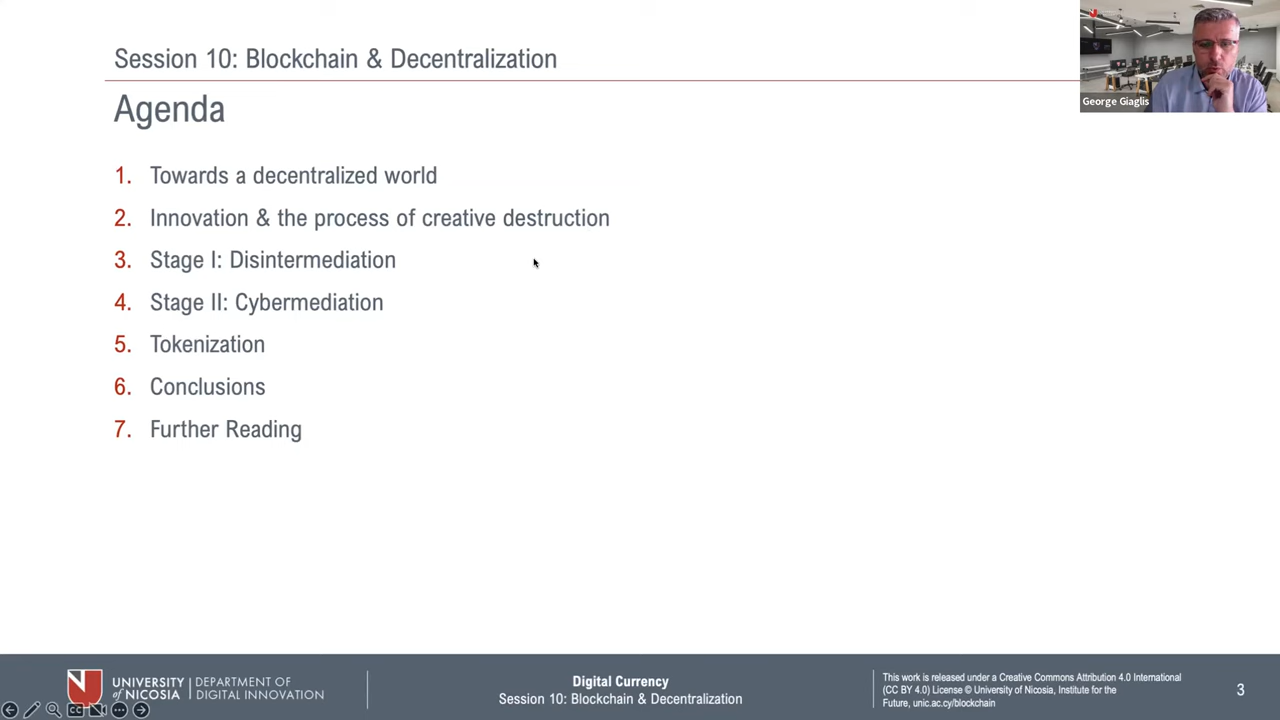 Session 10: Blockchain & Decentralization
George Giaglis
Agenda
1. Towards a decentralized world
2. Innovation & the process of creative destruction
3. Stage I: Disintermediation
4. Stage II: Cybermediation
5. Tokenization
6. Conclusions
7. Further Reading
UNIVERSITY
of NICOSIA
DEPARTMENT OF
DIGITAL INNOVATION
Digital Currency
Session 10: Blockchain & Decentralization
This work is released under a Creative Commons Attribution 4.0 International
(CC BY 4.0) License © University of Nicosia, Institute for the
Future, unic.ac.cy/blockchain
3
CC